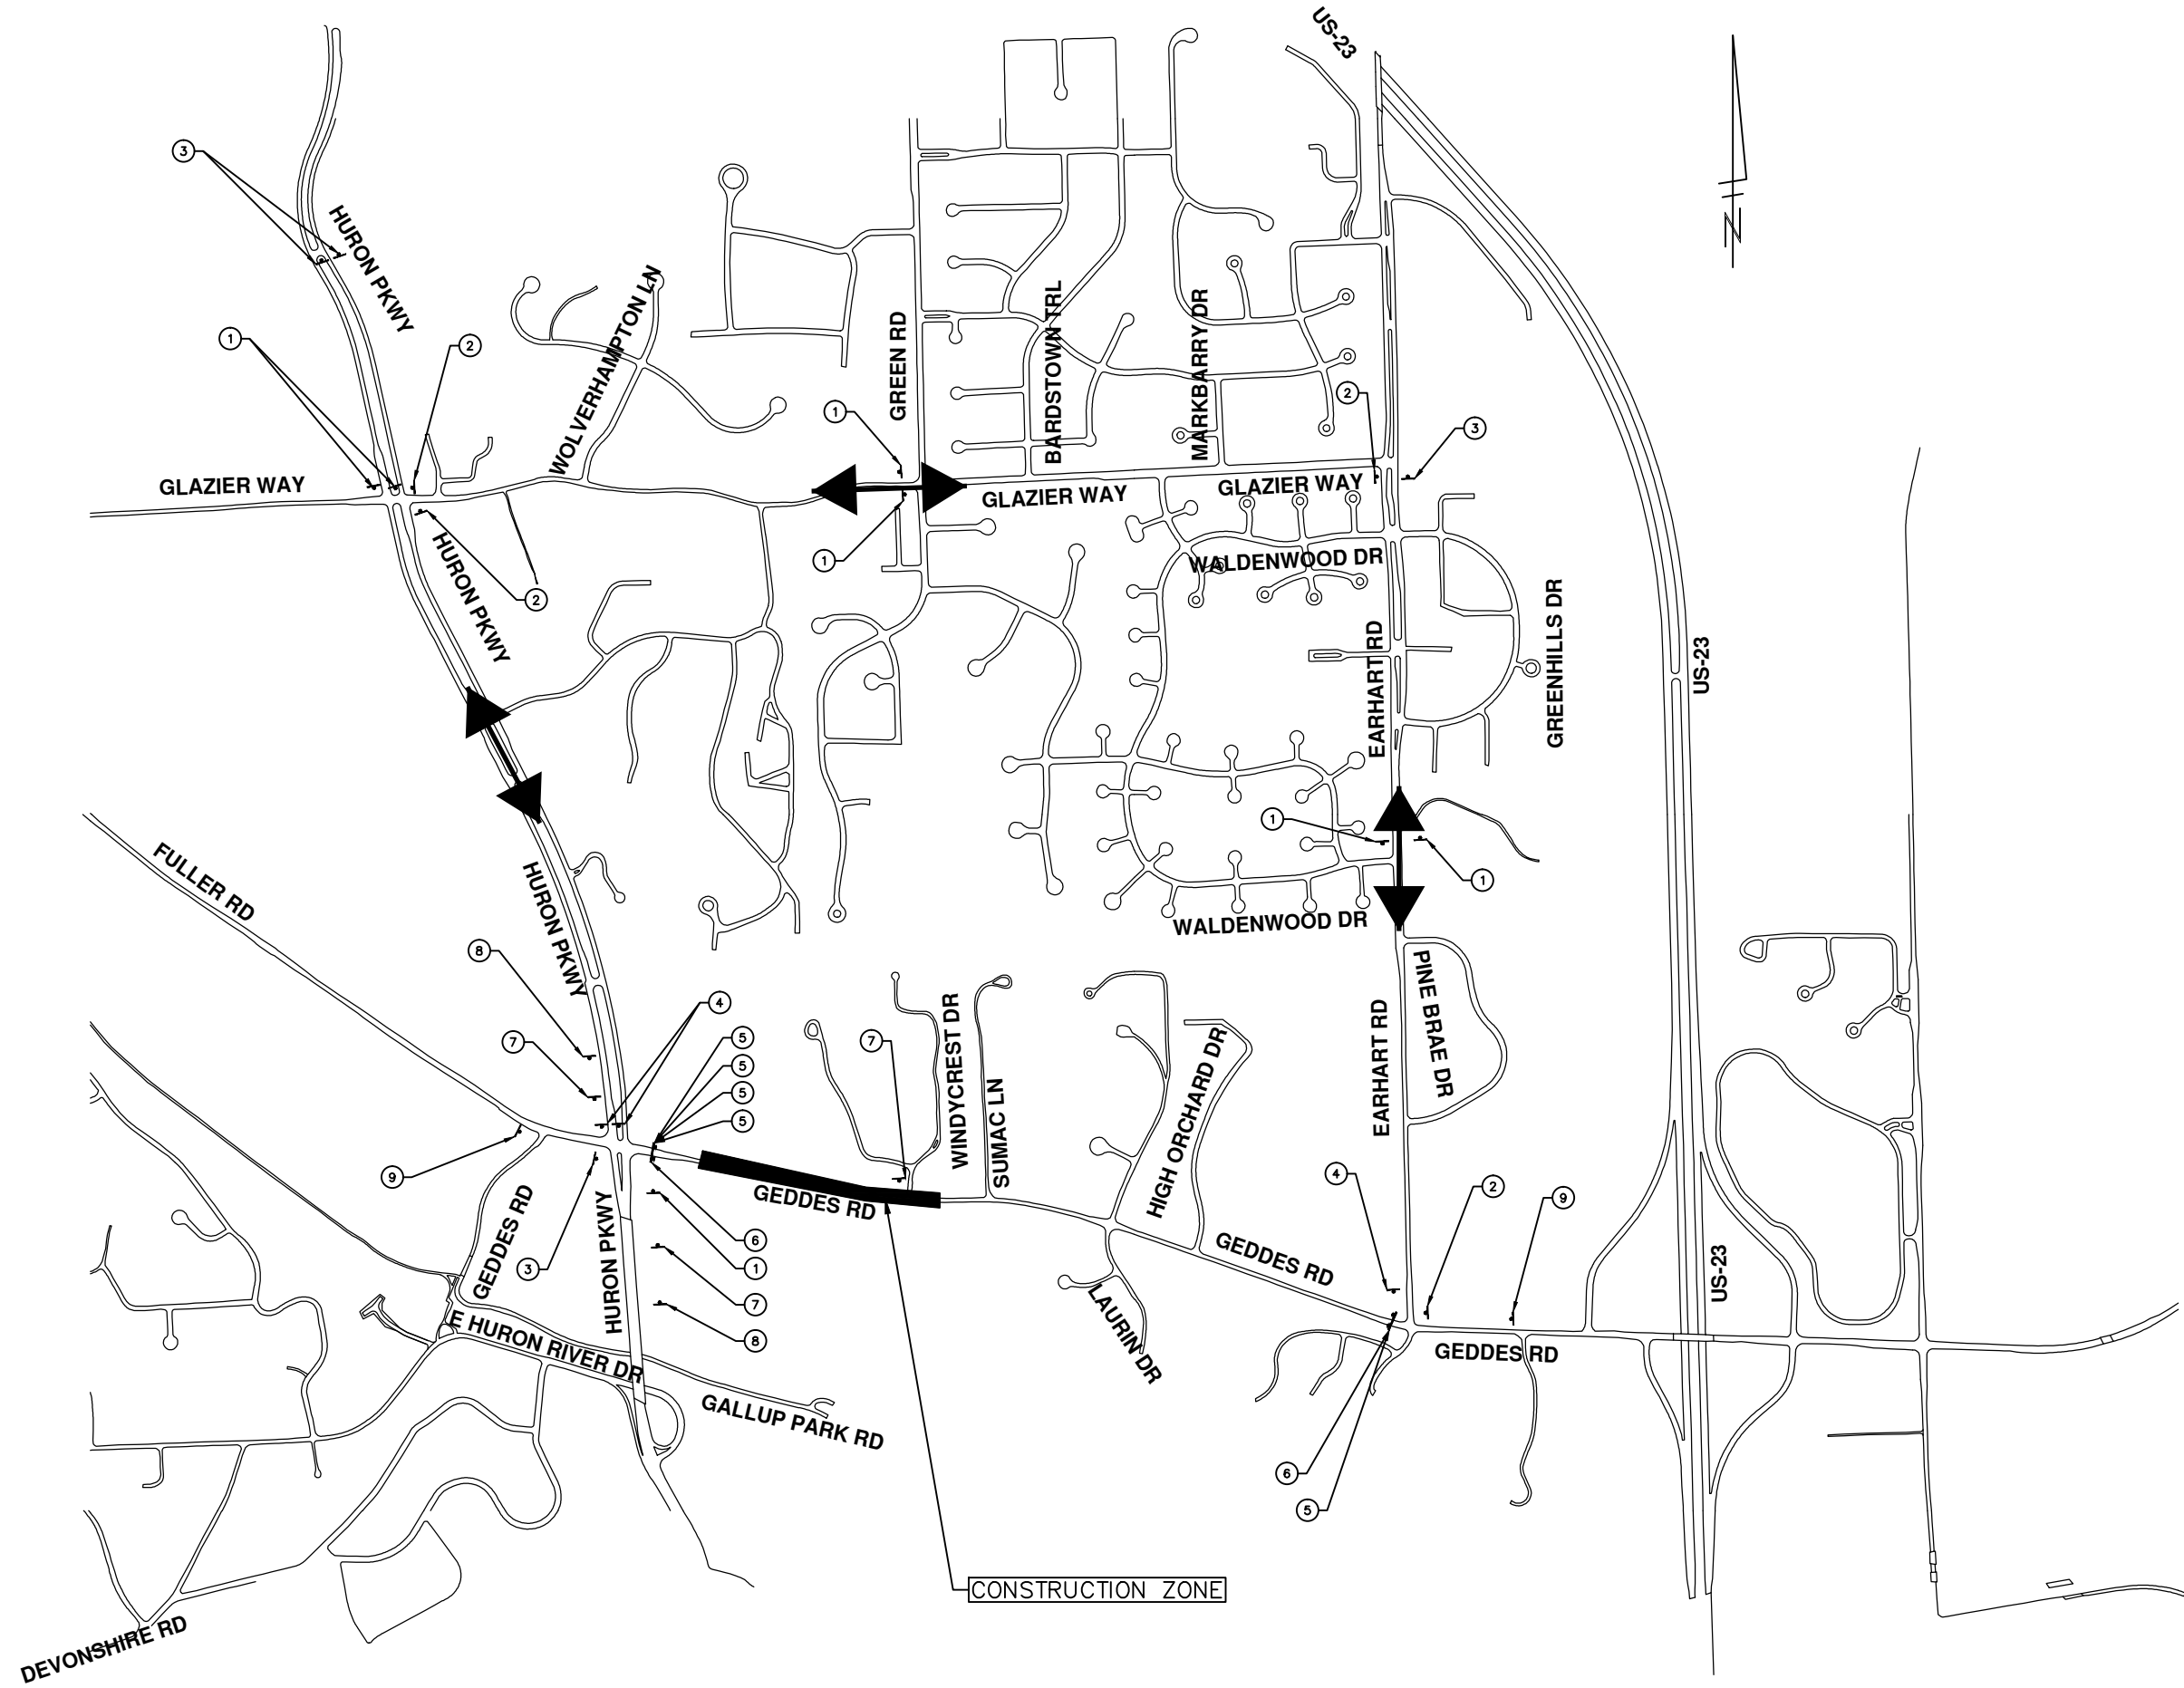 US-23
3
HURON PKWY
N
1
2
WOLVERHAMPTON LN
GREEN RD
BARDSTOWN TRL
MARKBARRY DR
1
2
3
GLAZIER WAY
GLAZIER WAY
GLAZIER WAY
1
2
HURON PKWY
WALDENWOOD DR
GREENHILLS DR
EARHART RD
US-23
1
1
FULLER RD
HURON PKWY
WALDENWOOD DR
8
PINE BRAE DR
4
7
5
7
WINDYCREST DR
SUMAC LN
HIGH ORCHARD DR
EARHART RD
5
5
5
9
GEDDES RD
4
2
9
GEDDES RD
HURON PKWY
3
6
1
GEDDES RD
US-23
7
8
LAURIN DR
GEDDES RD
E HURON RIVER DR
GALLUP PARK RD
6
5
CONSTRUCTION ZONE
DEVONSHIRE RD